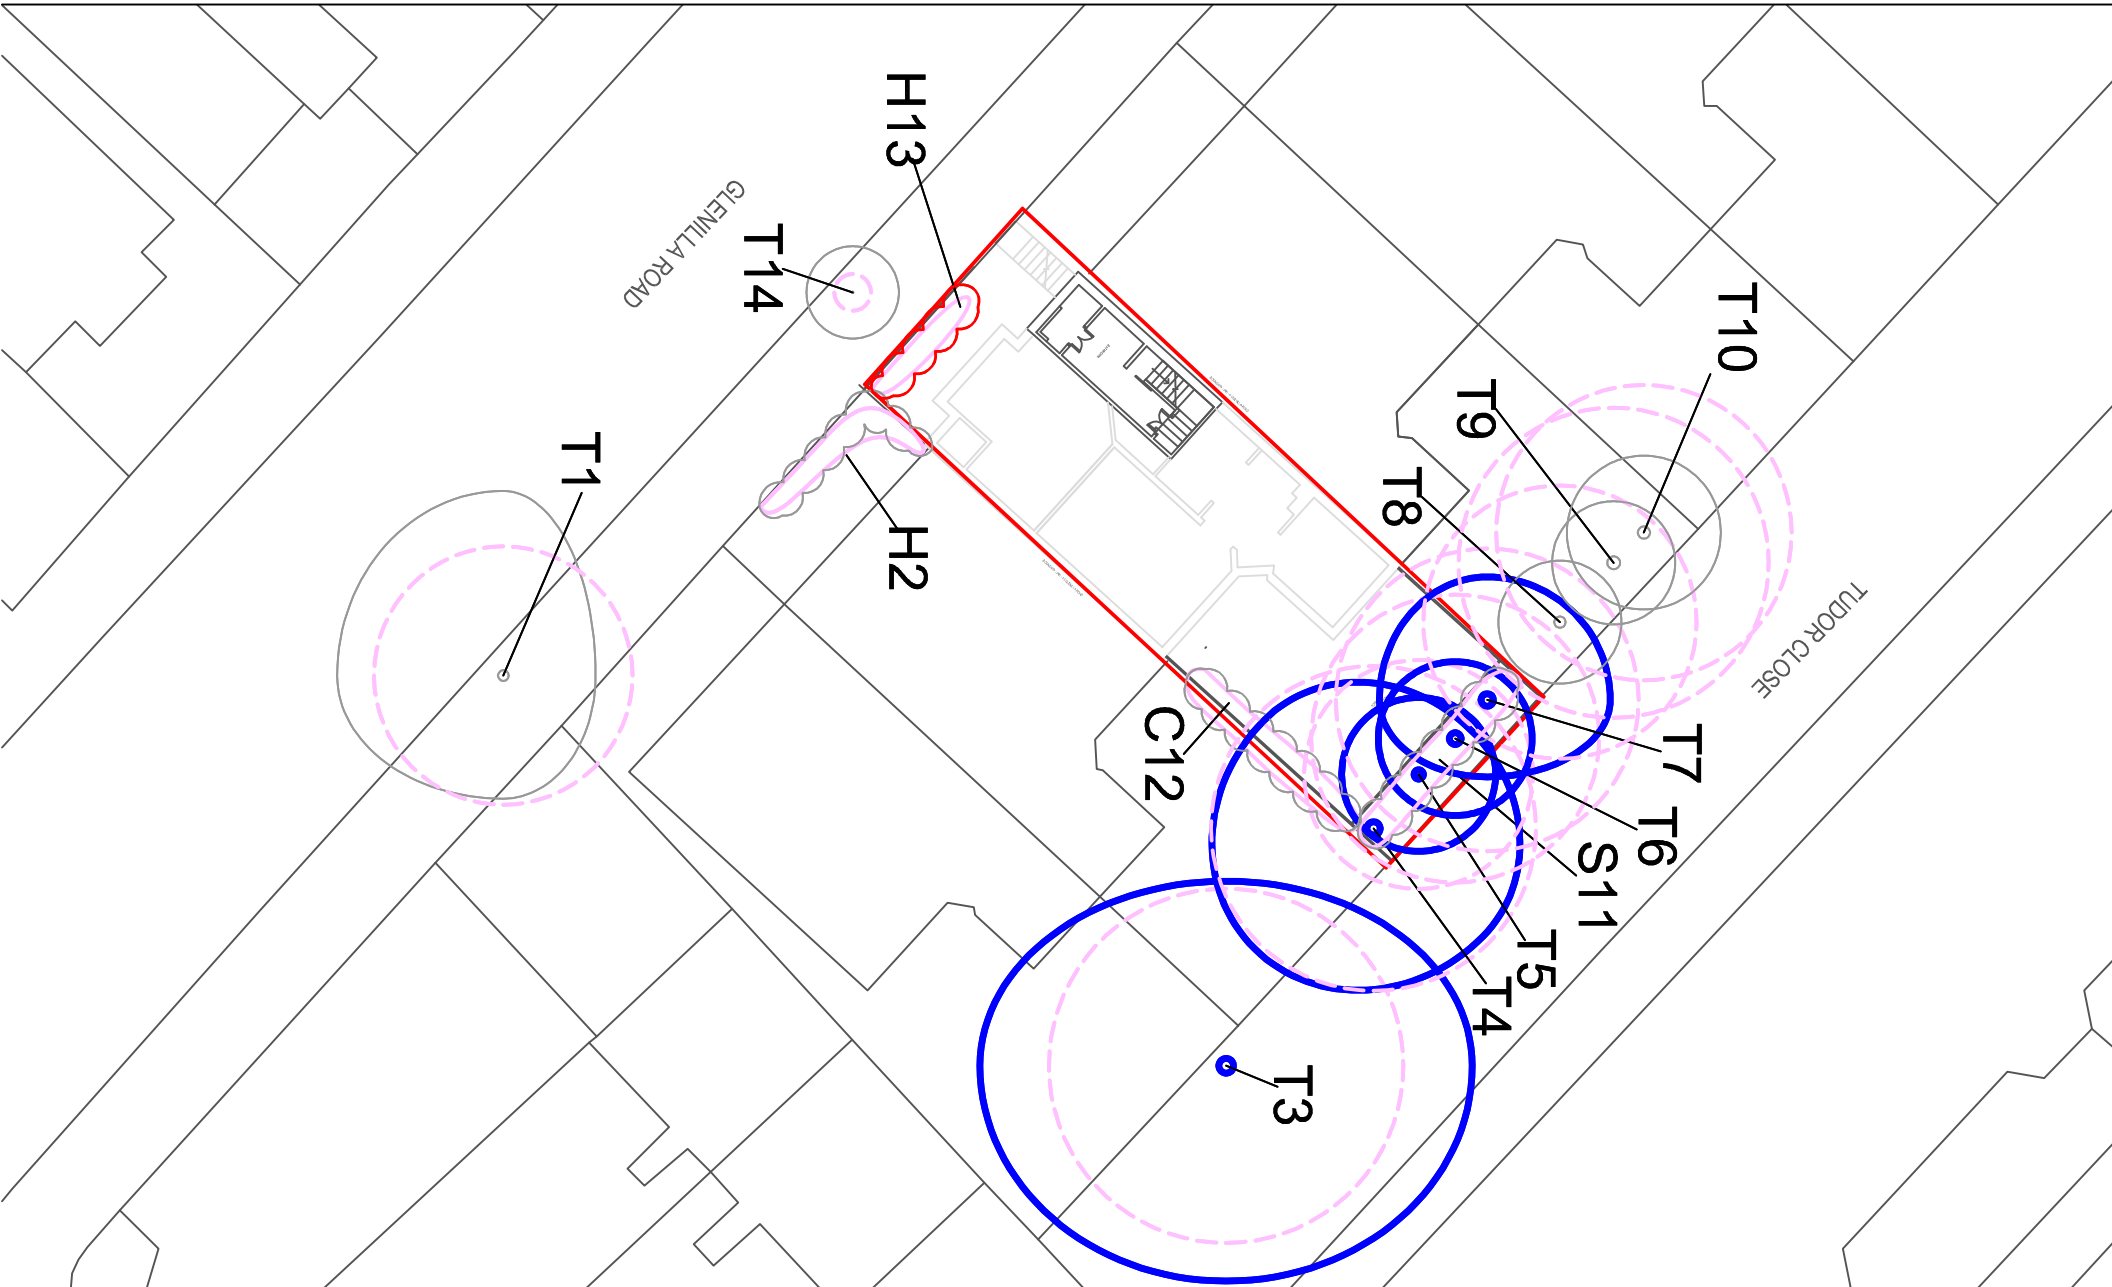 H13
GLENILLA ROAD
T14
T10
T9
T8
T1
H2
TUDOR CLOSE
C12
T7
T6
S11
T5
T4
T3